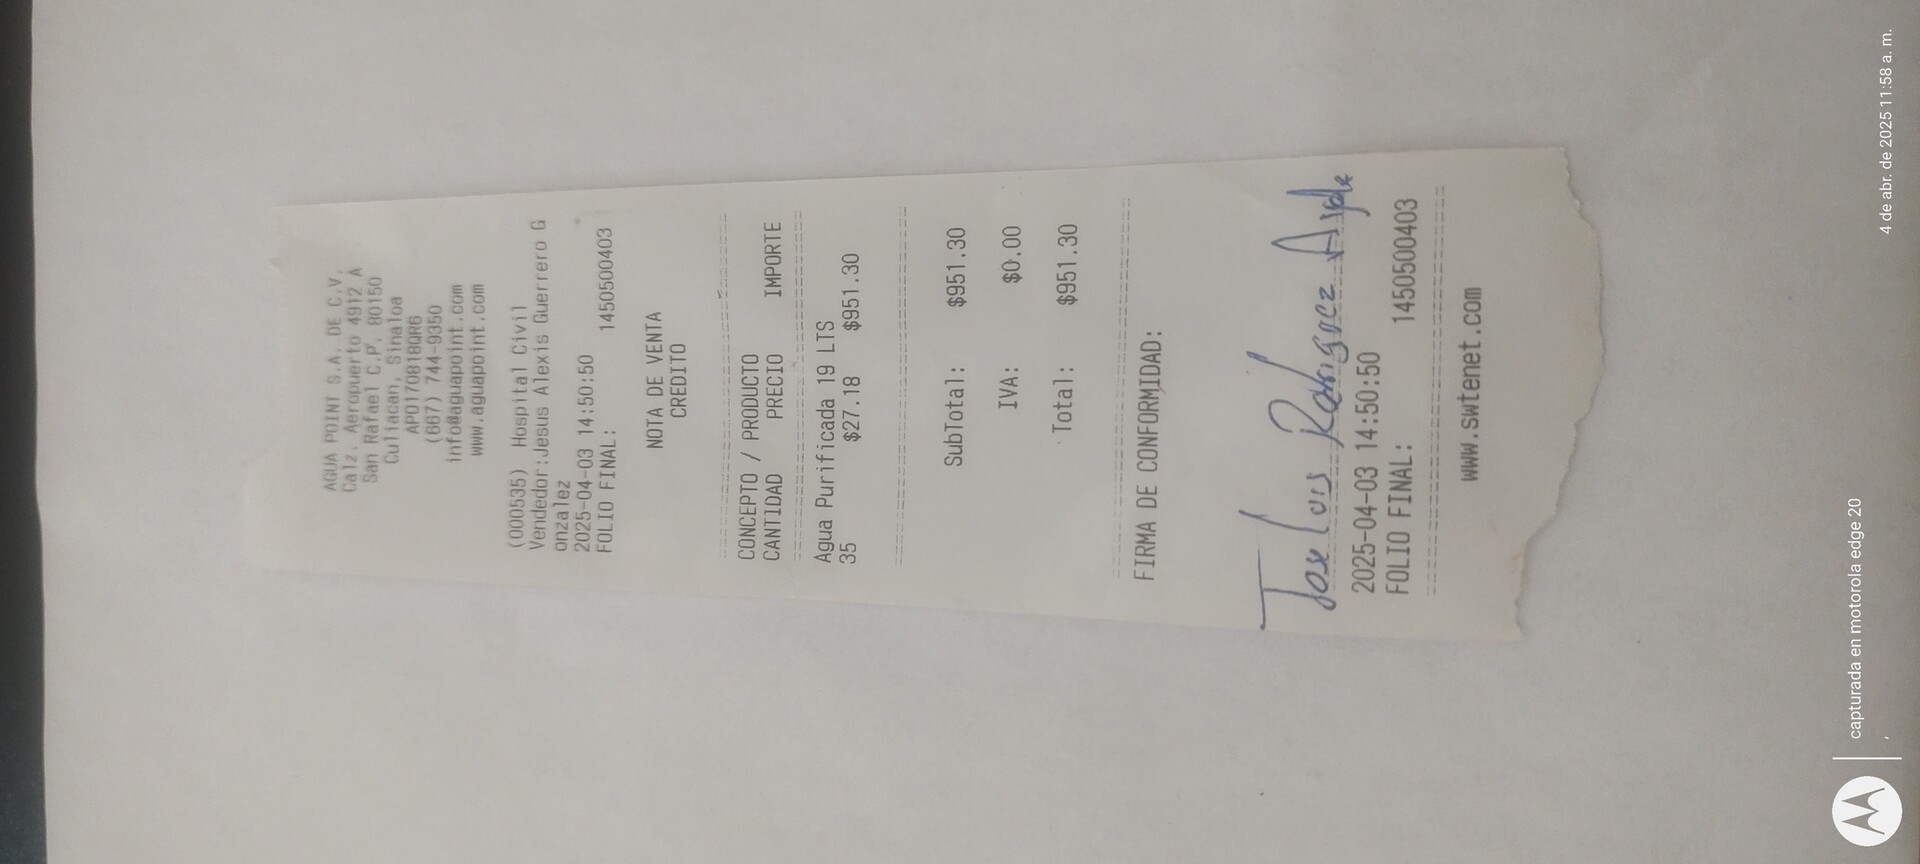 AGUA POINT S.A. DE C.V.
Calz. Aeropuerto 4912 A
San Rafael C.P. 80150
Culiacan, Sinaloa
APO170818QR6
(667) 744-9350
info@aguapoint.com
www.aguapoint.com
(000535) Hospital Civil
Vendedor:Jesus Alexis Guerrero G
onzalez
2025-04-03 14:50:50
FOLIO FINAL: 1450500403
NOTA DE VENTA
CREDITO
CONCEPTO / PRODUCTO
CANTIDAD PRECIO IMPORTE
Agua Purificada 19 LTS
35 $27.18 $951.30
SubTotal: $951.30
IVA: $0.00
Total: $951.30
FIRMA DE CONFORMIDAD:
Jose Luis Rodriguez
2025-04-03 14:50:50
FOLIO FINAL: 1450500403
www.swtenet.com
capturada en motorola edge 20
4 de abr. de 2025 11:58 a. m.